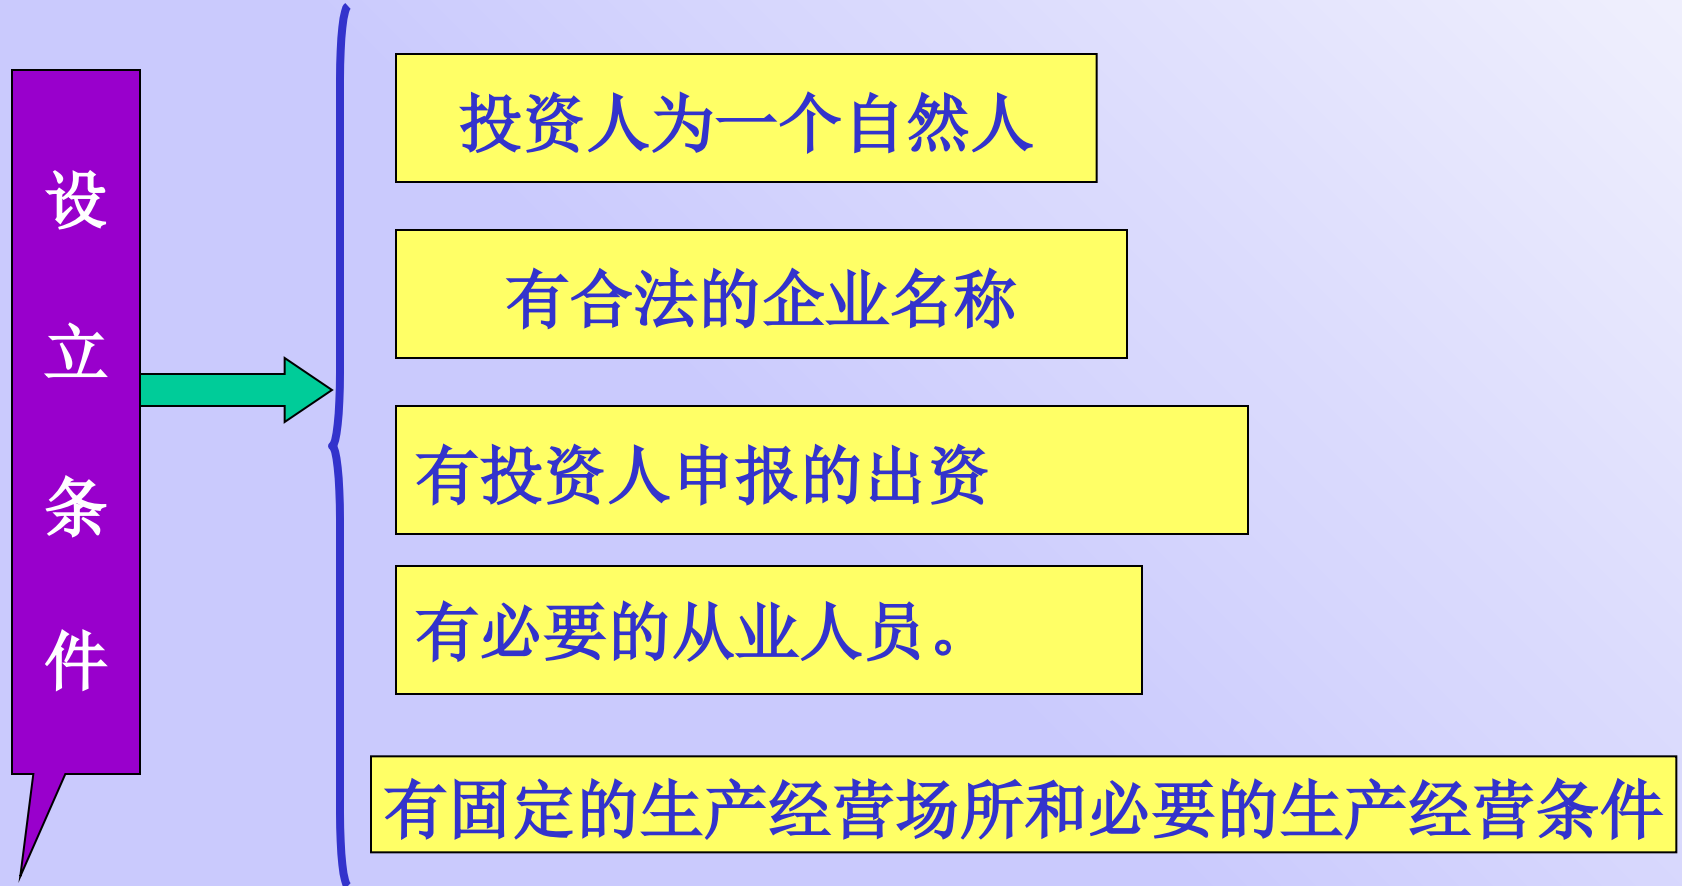 设立条件
投资人为一个自然人
有合法的企业名称
有投资人申报的出资
有必要的从业人员。
有固定的生产经营场所和必要的生产经营条件